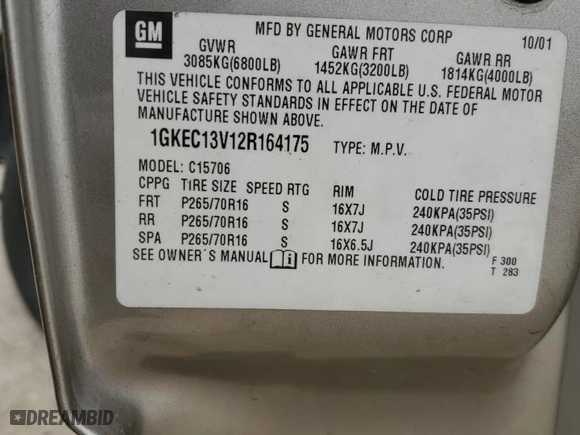 GM
MFD BY GENERAL MOTORS CORP 10/01
GVWR GAWR FRT GAWR RR
3085KG(6800LB) 1452KG(3200LB) 1814KG(4000LB)
THIS VEHICLE CONFORMS TO ALL APPLICABLE U.S. FEDERAL MOTOR
VEHICLE SAFETY STANDARDS IN EFFECT ON THE DATE OF
MANUFACTURE SHOWN ABOVE.
1GKEC13V12R164175 TYPE: M.P.V.
MODEL: C15706
CPPG TIRE SIZE SPEED RTG RIM COLD TIRE PRESSURE
FRT P265/70R16 S 16X7J 240KPA(35PSI)
RR P265/70R16 S 16X7J 240KPA(35PSI)
SPA P265/70R16 S 16X6.5J 240KPA(35PSI)
SEE OWNER´S MANUAL i FOR MORE INFORMATION.
F 300
T 283
DREAMBID